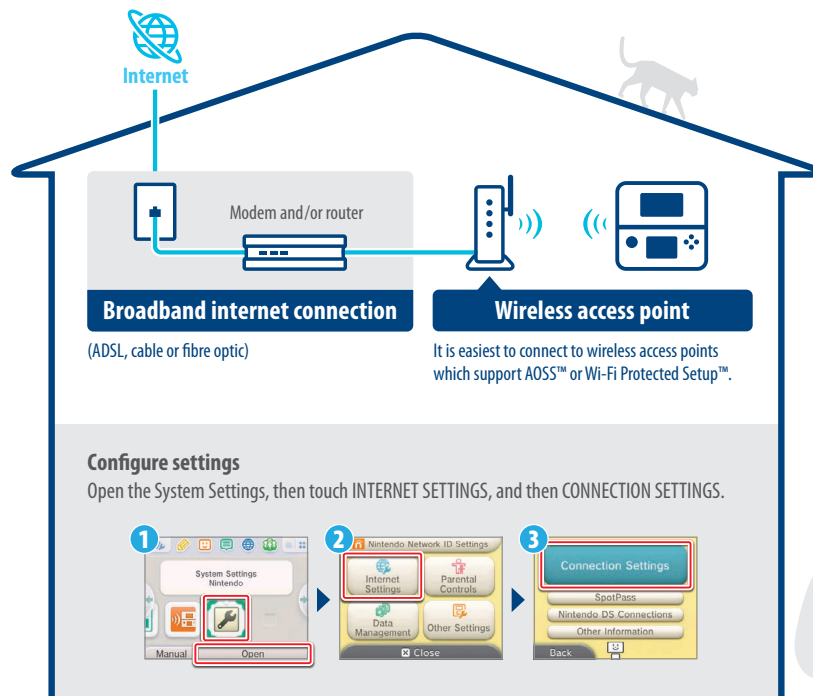 Internet
Modem and/or router
Broadband internet connection
Wireless access point
(ADSL, cable or fibre optic)
It is easiest to connect to wireless access points
which support AOSS™ or Wi-Fi Protected Setup™.
Configure settings
Open the System Settings, then touch INTERNET SETTINGS, and then CONNECTION SETTINGS.
1
System Settings
Nintendo
Manual
Open
2
Nintendo Network ID Settings
Internet
Settings
Parental
Controls
Data
Management
Other Settings
X Close
3
Connection Settings
SpotPass
Nintendo DS Connections
Other Information
Back